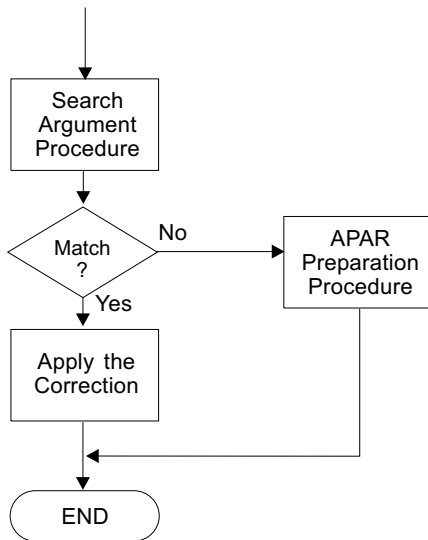 Search
Argument
Procedure
Match
?
No
Yes
APAR
Preparation
Procedure
Apply the
Correction
END